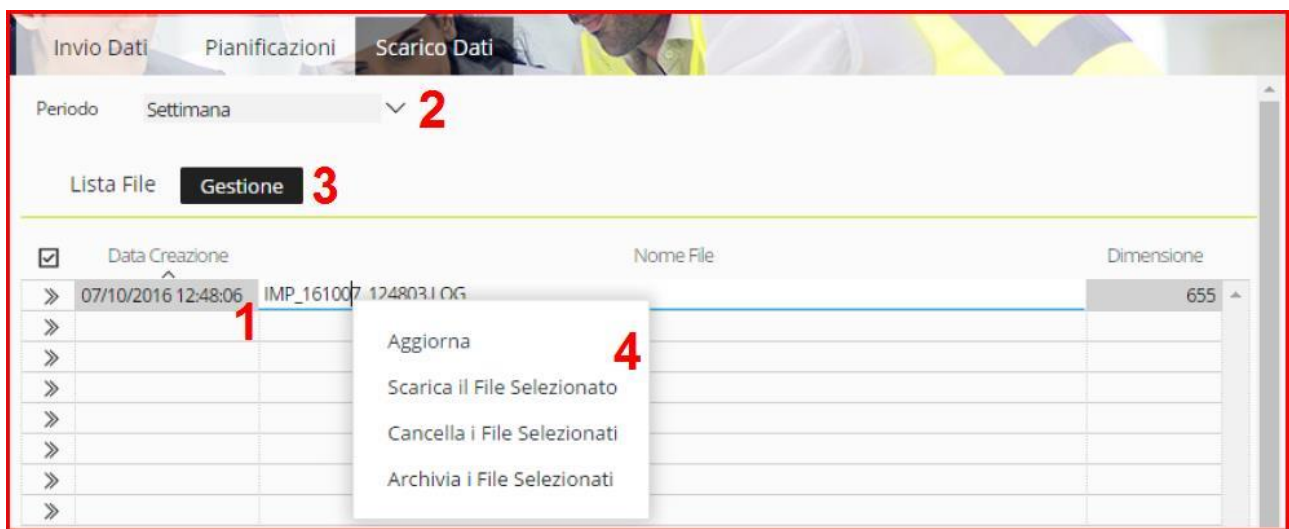 Invio Dati Pianificazioni Scarico Dati
Periodo Settimana 2
Lista File Gestione 3
Data Creazione Nome File Dimensione
07/10/2016 12:48:06 IMP_161007_124803.LOG 655
1
Aggiorna 4
Scarica il File Selezionato
Cancella i File Selezionati
Archivia i File Selezionati